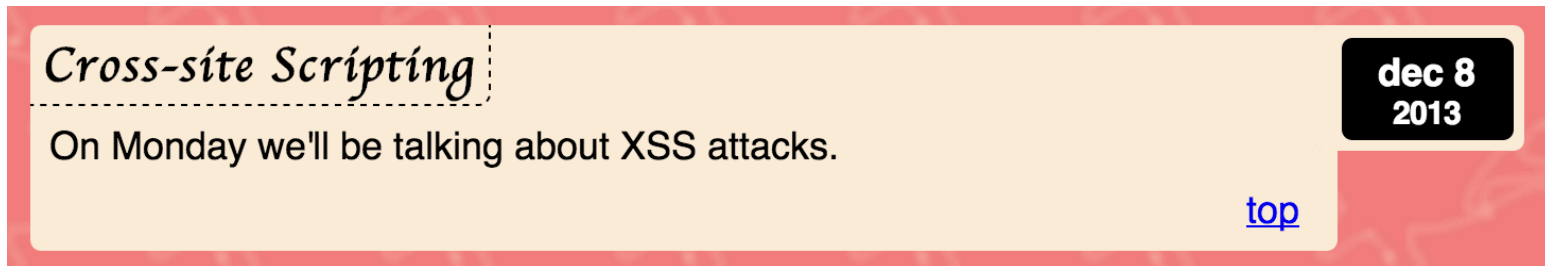 Cross-site Scripting
dec 8
2013
On Monday we'll be talking about XSS attacks.
top